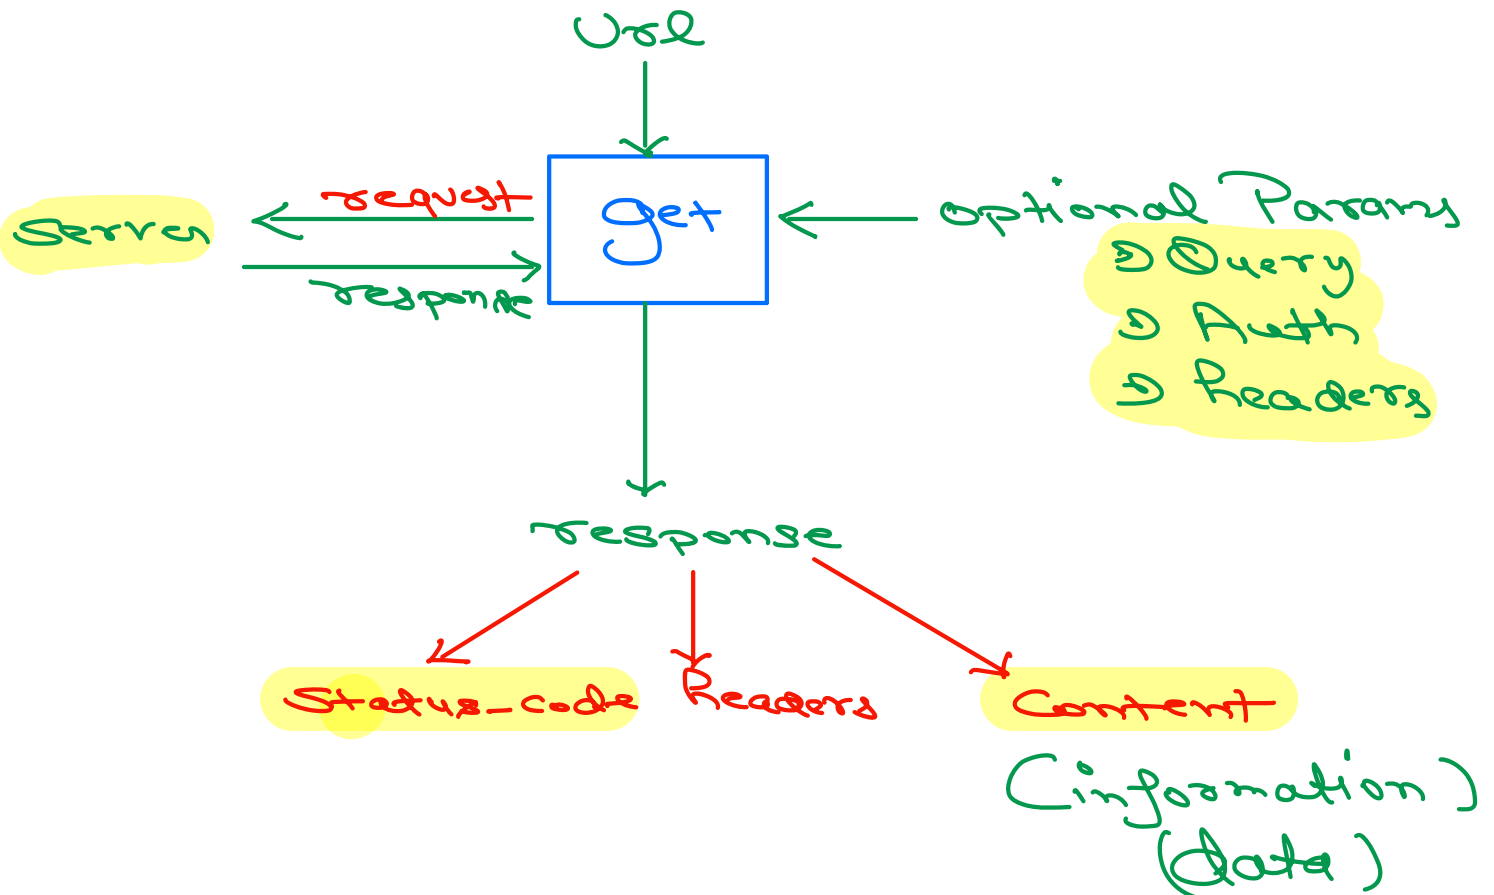 Url
request
get
optional Params
Server
response
⊃ Query
⊃ Auth
⊃ Headers
response
Status_code
Headers
Content
(information)
(data)